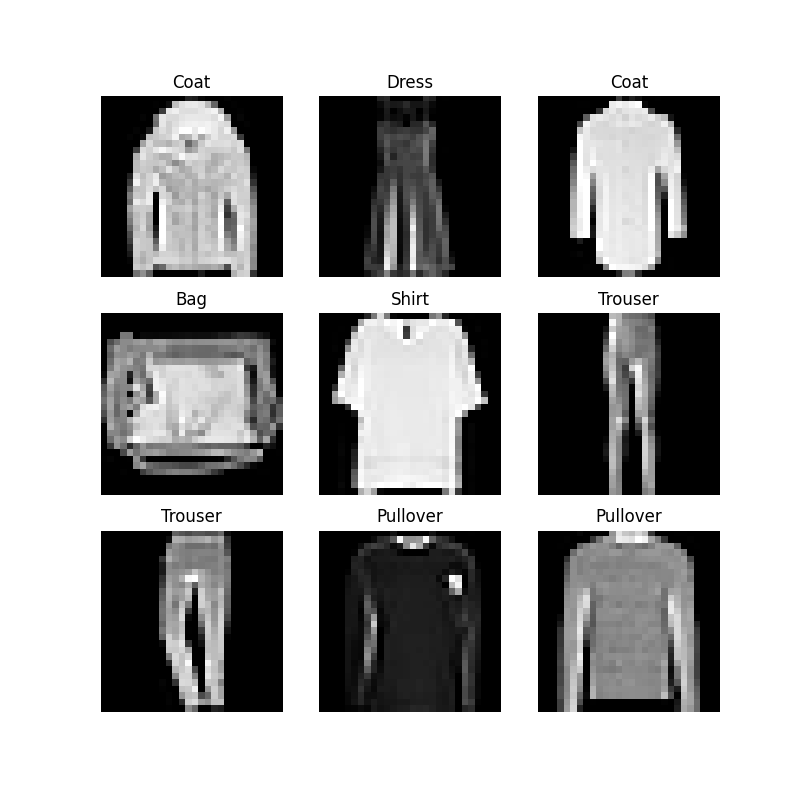 Coat
Dress
Coat
Bag
Shirt
Trouser
Trouser
Pullover
Pullover